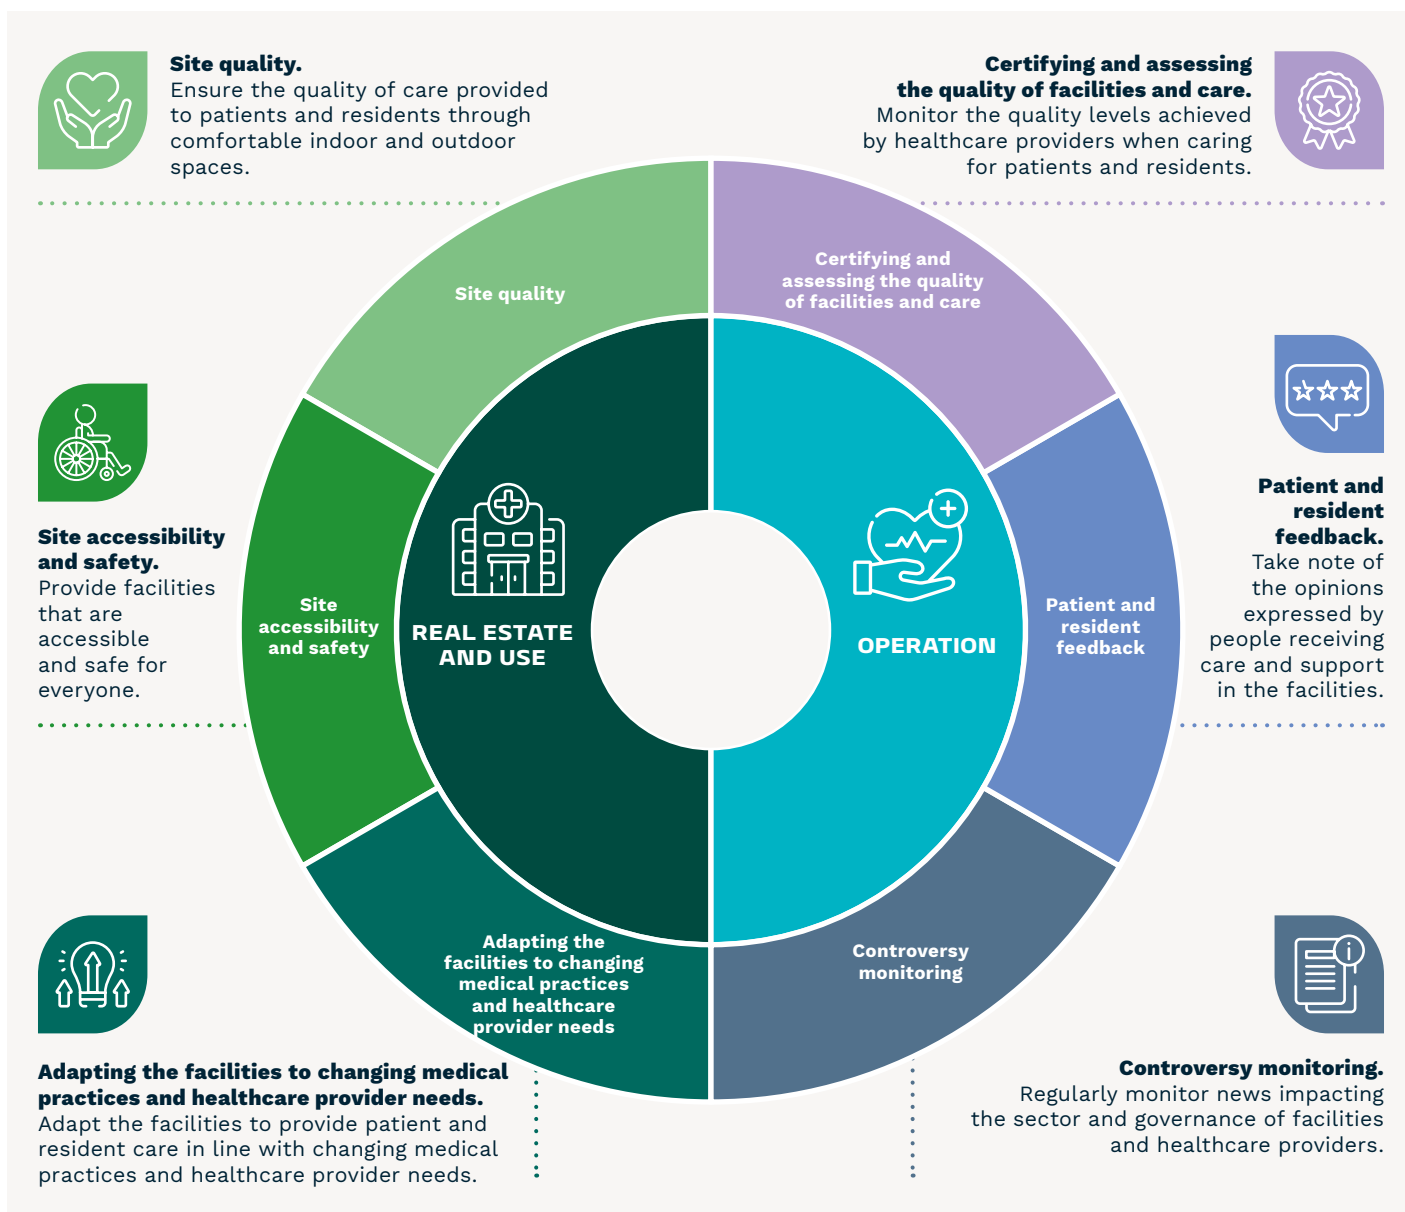 Site quality.
Ensure the quality of care provided
to patients and residents through
comfortable indoor and outdoor
spaces.
Certifying and assessing
the quality of facilities and care.
Monitor the quality levels achieved
by healthcare providers when caring
for patients and residents.
Site quality
Certifying and
assessing the quality
of facilities and care
Site accessibility
and safety.
Provide facilities
that are
accessible
and safe for
everyone.
Site
accessibility
and safety
REAL ESTATE
AND USE
OPERATION
Patient and
resident
feedback
Patient and
resident
feedback.
Take note of
the opinions
expressed by
people receiving
care and support
in the facilities.
Adapting the
facilities to changing
medical practices
and healthcare
provider needs
Controversy
monitoring
Adapting the facilities to changing medical
practices and healthcare provider needs.
Adapt the facilities to provide patient and
resident care in line with changing medical
practices and healthcare provider needs.
Controversy monitoring.
Regularly monitor news impacting
the sector and governance of facilities
and healthcare providers.